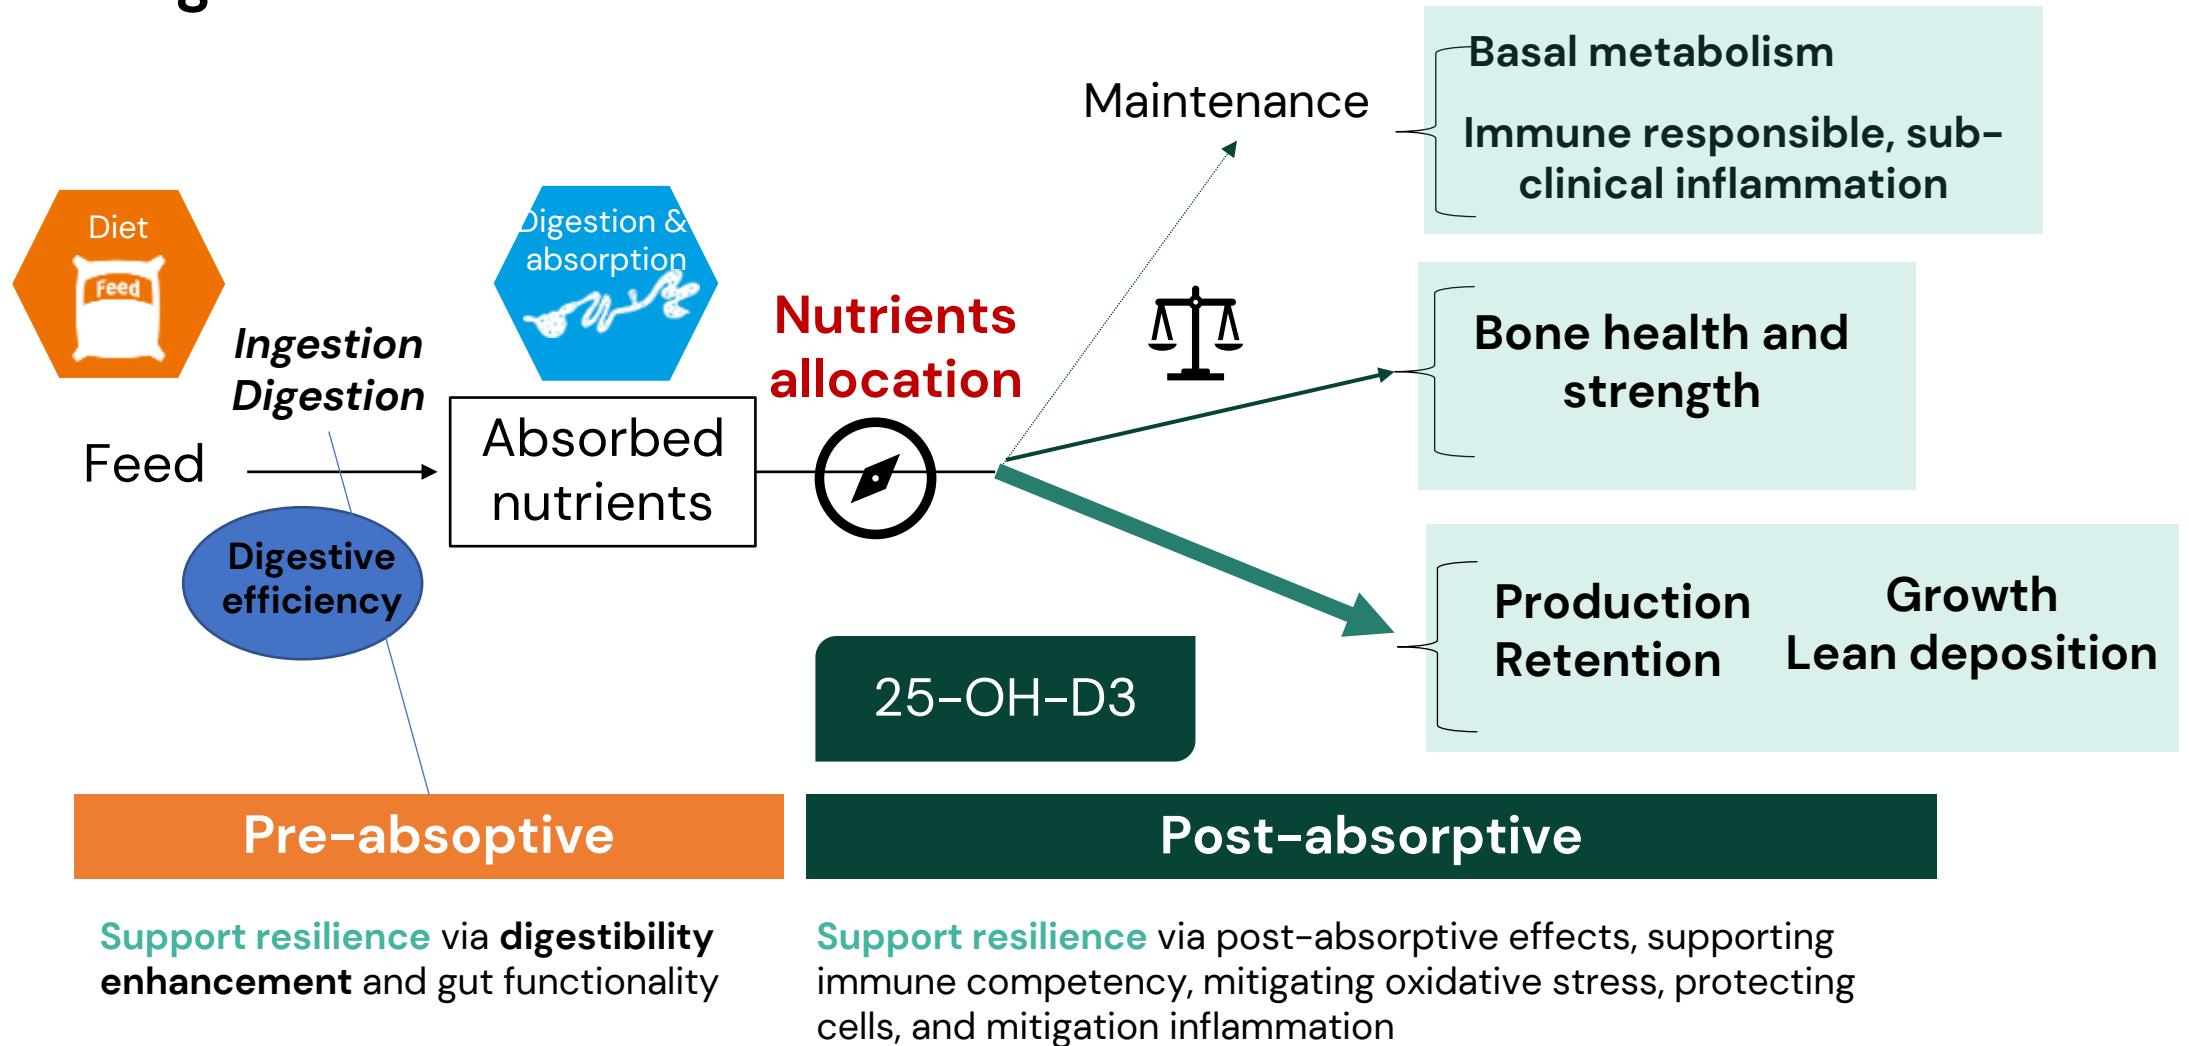 Basal metabolism
Maintenance
Immune responsible, sub-
clinical inflammation
Diet
Feed
Digestion &
absorption
Ingestion
Digestion
Nutrients
allocation
Bone health and
strength
Feed
Absorbed
nutrients
Digestive
efficiency
Production
Retention
Growth
Lean deposition
25-OH-D3
Pre-absoptive
Post-absorptive
Support resilience via digestibility
enhancement and gut functionality
Support resilience via post-absorptive effects, supporting
immune competency, mitigating oxidative stress, protecting
cells, and mitigation inflammation